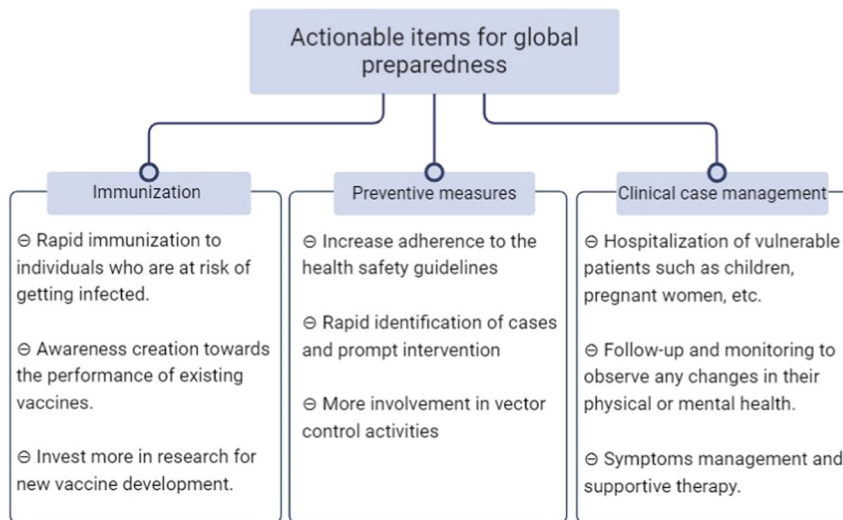 Actionable items for global
preparedness
Immunization
⊖ Rapid immunization to
individuals who are at risk of
getting infected.
⊖ Awareness creation towards
the performance of existing
vaccines.
⊖ Invest more in research for
new vaccine development.
Preventive measures
⊖ Increase adherence to the
health safety guidelines
⊖ Rapid identification of cases
and prompt intervention
⊖ More involvement in vector
control activities
Clinical case management
⊖ Hospitalization of vulnerable
patients such as children,
pregnant women, etc.
⊖ Follow-up and monitoring to
observe any changes in their
physical or mental health.
⊖ Symptoms management and
supportive therapy.